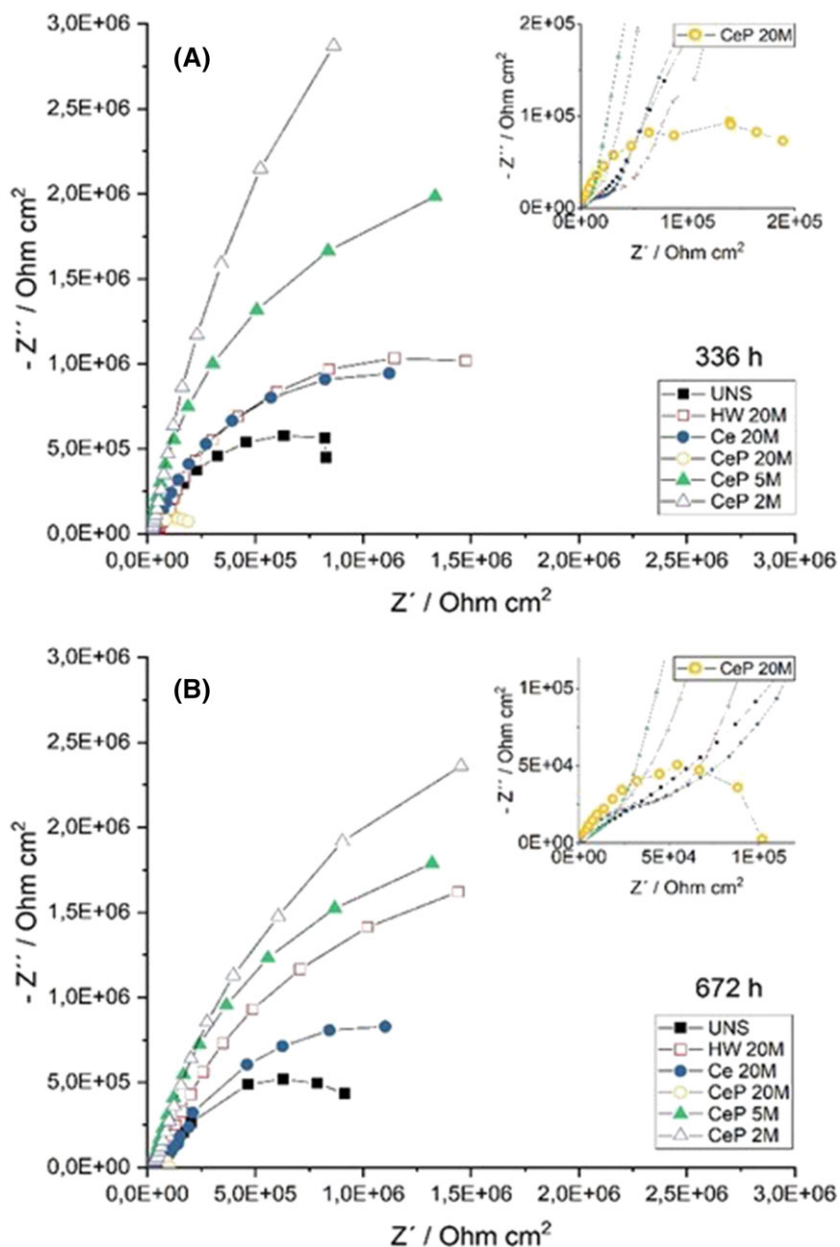 (A)
3,0E+06
2,5E+06
2,0E+06
1,5E+06
1,0E+06
5,0E+05
0,0E+00
- Z´´ / Ohm cm²
0,0E+00 5,0E+05 1,0E+06 1,5E+06 2,0E+06 2,5E+06 3,0E+06
Z´ / Ohm cm²
CeP 20M
2E+05
1E+05
0E+00
- Z´´ / Ohm cm²
0E+00 1E+05 2E+05
Z´ / Ohm cm²
336 h
UNS
HW 20M
Ce 20M
CeP 20M
CeP 5M
CeP 2M
(B)
3,0E+06
2,5E+06
2,0E+06
1,5E+06
1,0E+06
5,0E+05
0,0E+00
- Z´´ / Ohm cm²
0,0E+00 5,0E+05 1,0E+06 1,5E+06 2,0E+06 2,5E+06 3,0E+06
Z´ / Ohm cm²
CeP 20M
1E+05
5E+04
0E+00
- Z´´ / Ohm cm²
0E+00 5E+04 1E+05
Z´ / Ohm cm²
672 h
UNS
HW 20M
Ce 20M
CeP 20M
CeP 5M
CeP 2M